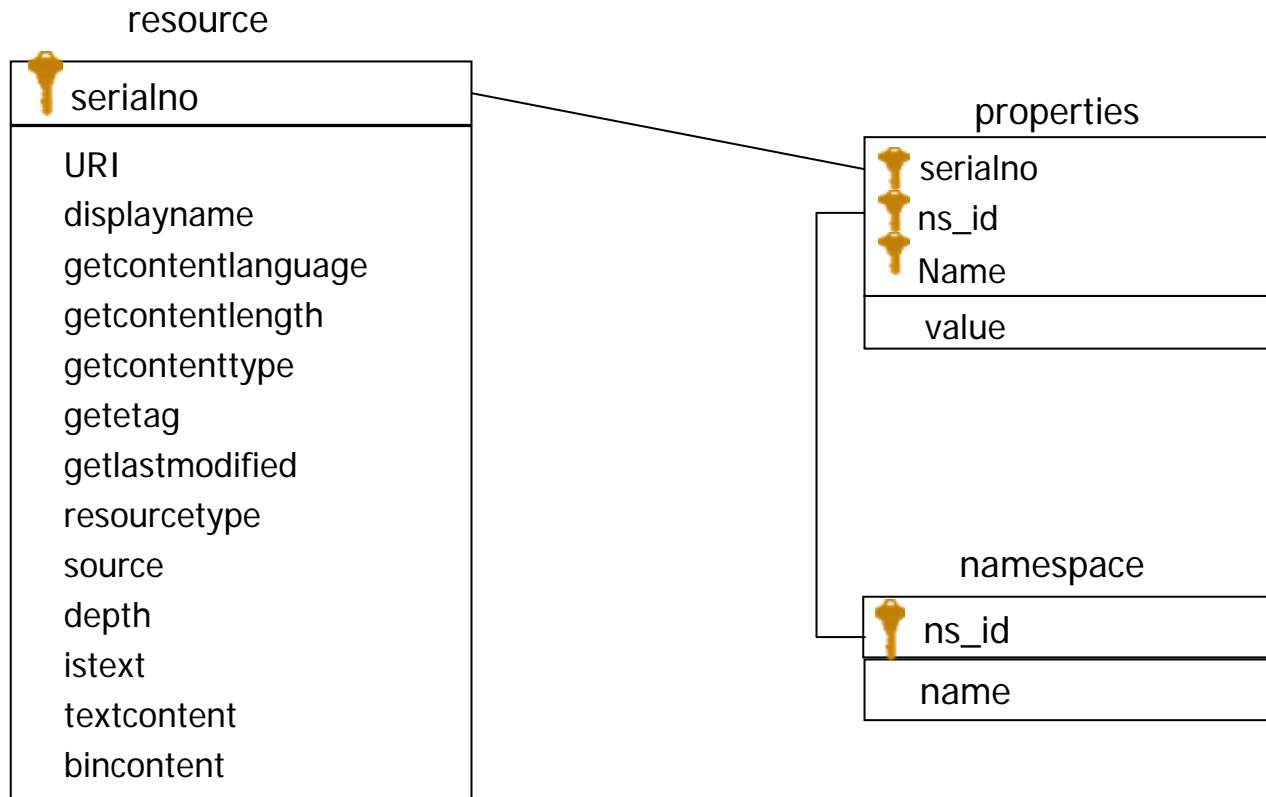 resource
serialno
URI
displayname
getcontentlanguage
getcontentlength
getcontenttype
getetag
getlastmodified
resourcetype
source
depth
istext
textcontent
bincontent
properties
serialno
ns_id
Name
value
namespace
ns_id
name